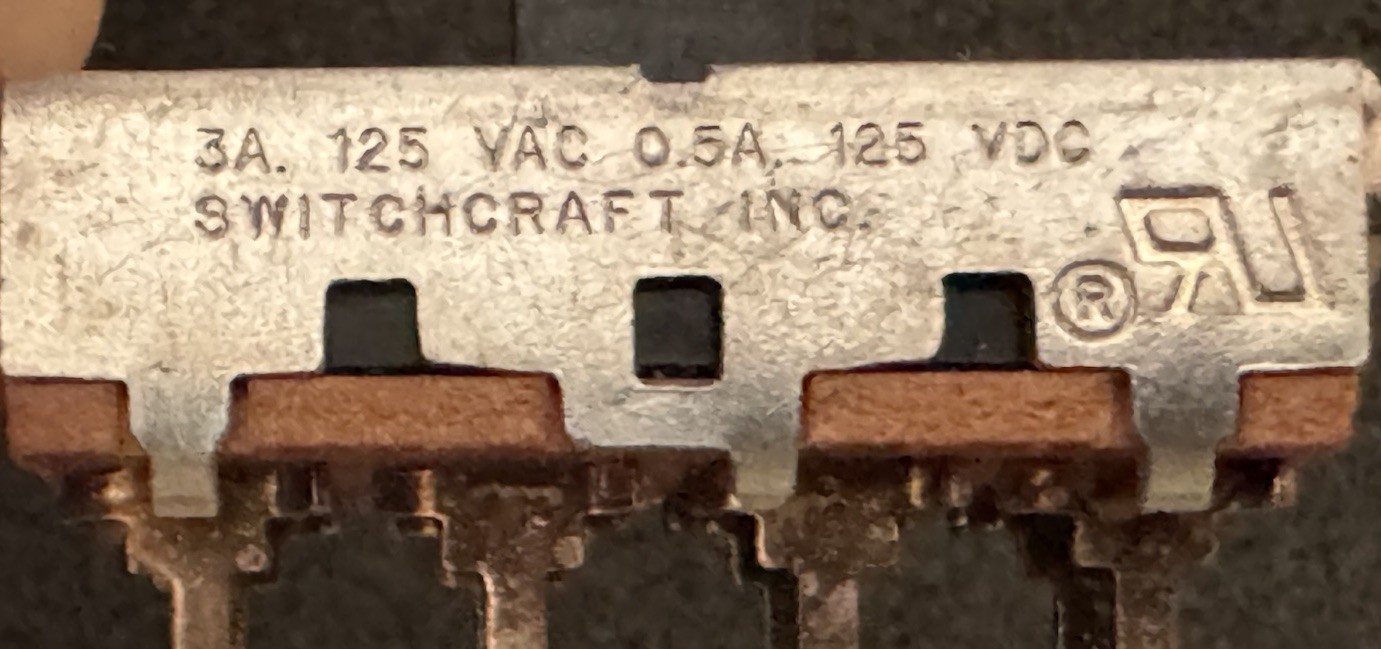 3A. 125 VAC 0.5A. 125 VDC
SWITCHCRAFT INC.
®